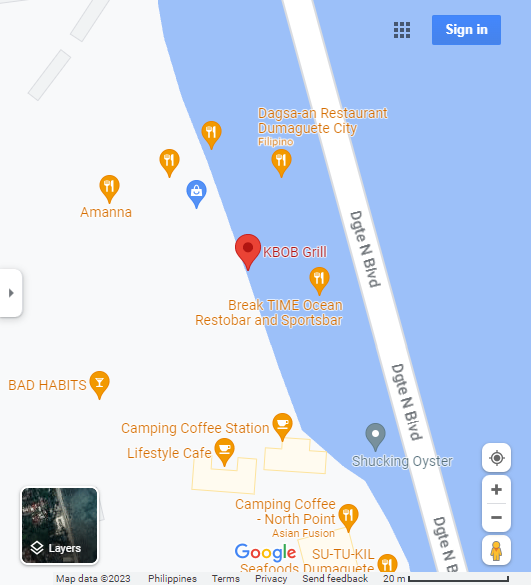 Sign in
Dagsa-an Restaurant
Dumaguete City
Filipino
Amanna
Dgte N Blvd
KBOB Grill
Break TIME Ocean
Restobar and Sportsbar
BAD HABITS
Dgte N Blvd
Camping Coffee Station
Lifestyle Cafe
Shucking Oyster
Camping Coffee
- North Point
Asian Fusion
Dgte N B
Google
SU-TU-KIL
Seafoods Dumaguete
Layers
Map data ©2023 Philippines Terms Privacy Send feedback 20 m